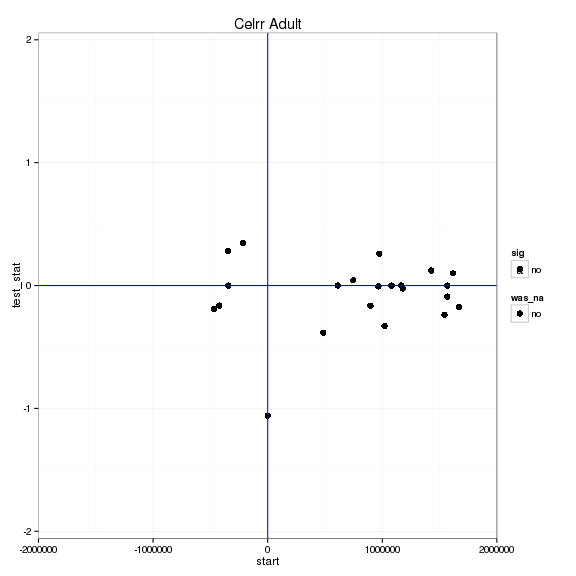 Celrr Adult
2
1
0
-1
-2
test_stat
-2000000 -1000000 0 1000000 2000000
start
sig
no
was_na
no